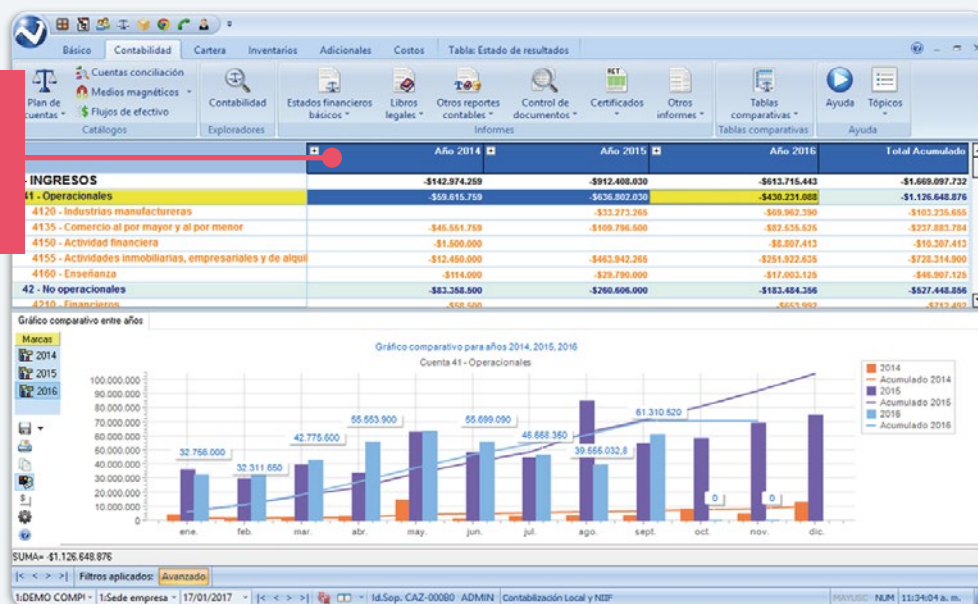 Básico Contabilidad Cartera Inventarios Adicionales Costos Tabla: Estado de resultados
Plan de cuentas
Cuentas conciliación
Medios magnéticos
Flujos de efectivo
Catálogos
Contabilidad
Exploradores
Estados financieros básicos
Libros legales
Otros reportes contables
Control de documentos
RET
Certificados
Otros informes
Informes
Tablas comparativas
Tablas comparativas
Ayuda
Tópicos
Ayuda
Año 2014 Año 2015 Año 2016 Total Acumulado
INGRESOS -$142.974.259 -$912.408.030 -$613.715.443 -$1.669.097.732
41 - Operacionales -$59.615.759 -$636.802.030 -$430.231.088 -$1.126.648.876
4120 - Industrias manufactureras -$33.273.265 -$69.962.390 -$103.235.655
4135 - Comercio al por mayor y al por menor -$45.551.759 -$109.796.500 -$82.535.525 -$237.883.784
4150 - Actividad financiera -$1.500.000 -$8.807.413 -$10.307.413
4155 - Actividades inmobiliarias, empresariales y de alqui -$12.450.000 -$463.942.265 -$251.922.635 -$728.314.900
4160 - Enseñanza -$114.000 -$29.790.000 -$17.003.125 -$46.907.125
42 - No operacionales -$83.358.500 -$260.606.000 -$183.484.356 -$527.448.856
4210 - Financieros -$58.500 -$653.992 -$712.492
Gráfico comparativo entre años
Marcas
2014
2015
2016
Gráfico comparativo para años 2014, 2015, 2016
Cuenta 41 - Operacionales
100.000.000
90.000.000
80.000.000
70.000.000
60.000.000
50.000.000
40.000.000
30.000.000
20.000.000
10.000.000
0
32.756.000
32.311.650
42.775.600
55.553.900
55.699.090
46.668.350
39.555.032,8
61.310.520
0
0
ene. feb. mar. abr. may. jun. jul. ago. sept. oct. nov. dic.
2014
Acumulado 2014
2015
Acumulado 2015
2016
Acumulado 2016
SUMA= -$1.126.648.876
|< < > >| Filtros aplicados: Avanzado
1:DEMO COMPI 1:Sede empresa 17/01/2017 |< < > >| Id.Sop. CAZ-00080 ADMIN Contabilización Local y NIIF MAYUSC NUM 11:34:04 a. m.